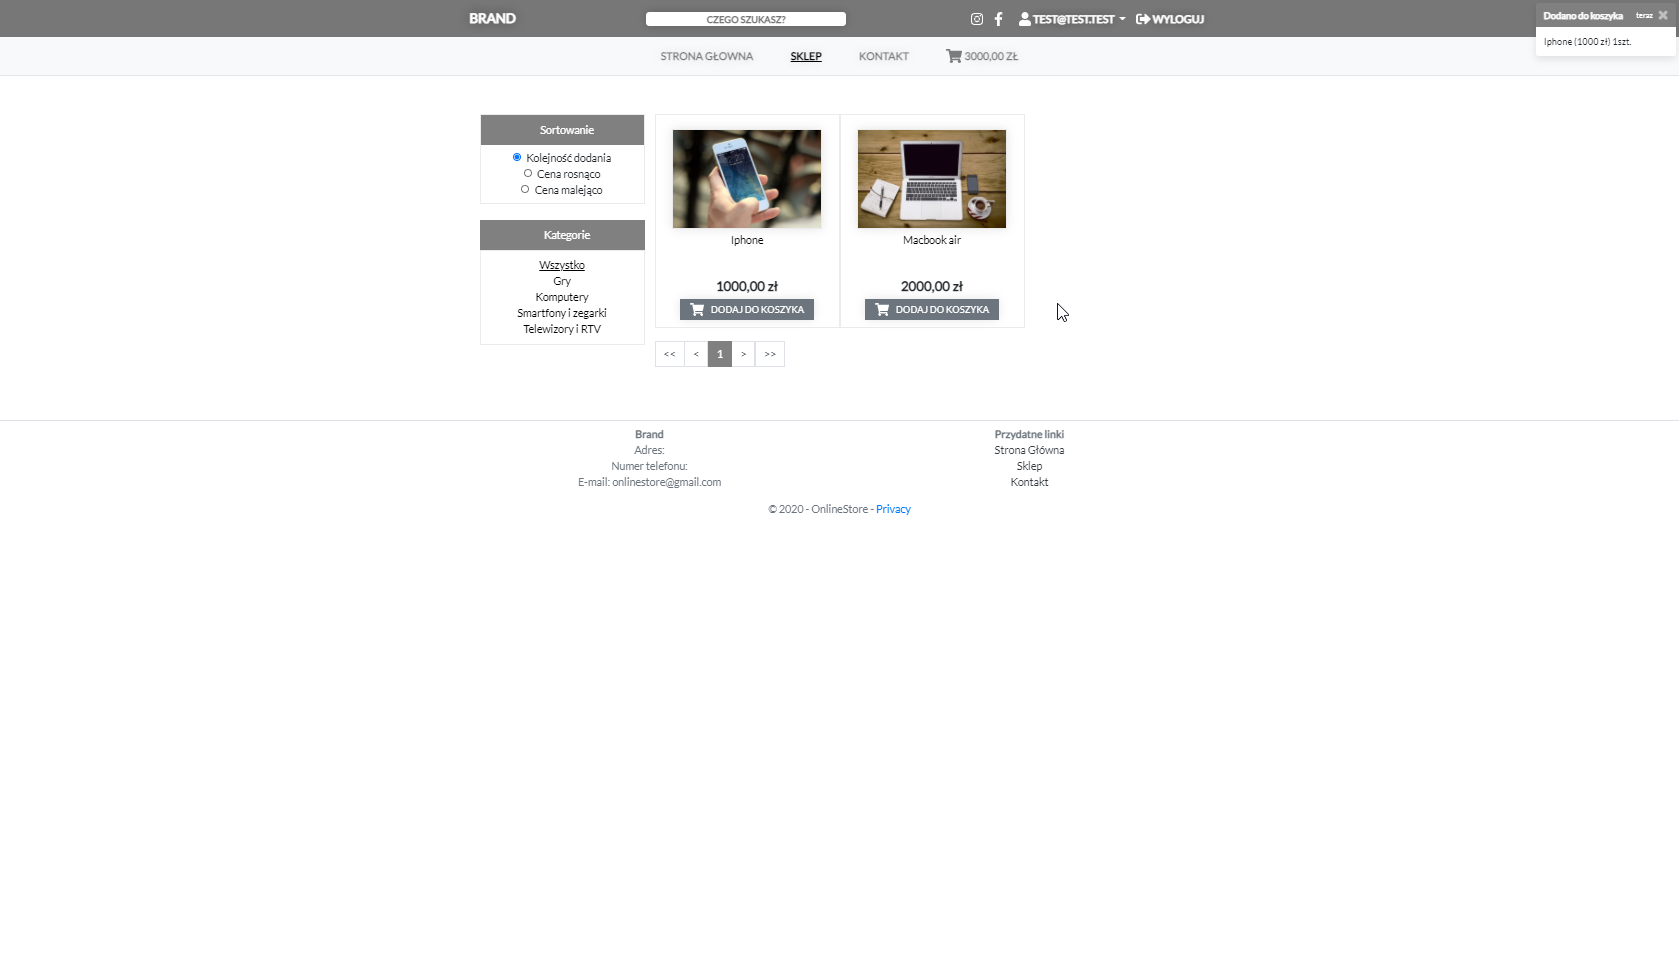 BRAND
CZEGO SZUKASZ?
TEST@TEST.TEST
WYLOGUJ
Dodano do koszyka
teraz
Iphone (1000 zł) 1szt.
STRONA GŁOWNA
SKLEP
KONTAKT
3000,00 ZŁ
Sortowanie
Kolejność dodania
Cena rosnąco
Cena malejąco
Kategorie
Wszystko
Gry
Komputery
Smartfony i zegarki
Telewizory i RTV
Iphone
1000,00 zł
DODAJ DO KOSZYKA
Macbook air
2000,00 zł
DODAJ DO KOSZYKA
<< < 1 > >>
Brand
Adres:
Numer telefonu:
E-mail: onlinestore@gmail.com
Przydatne linki
Strona Główna
Sklep
Kontakt
© 2020 - OnlineStore - Privacy